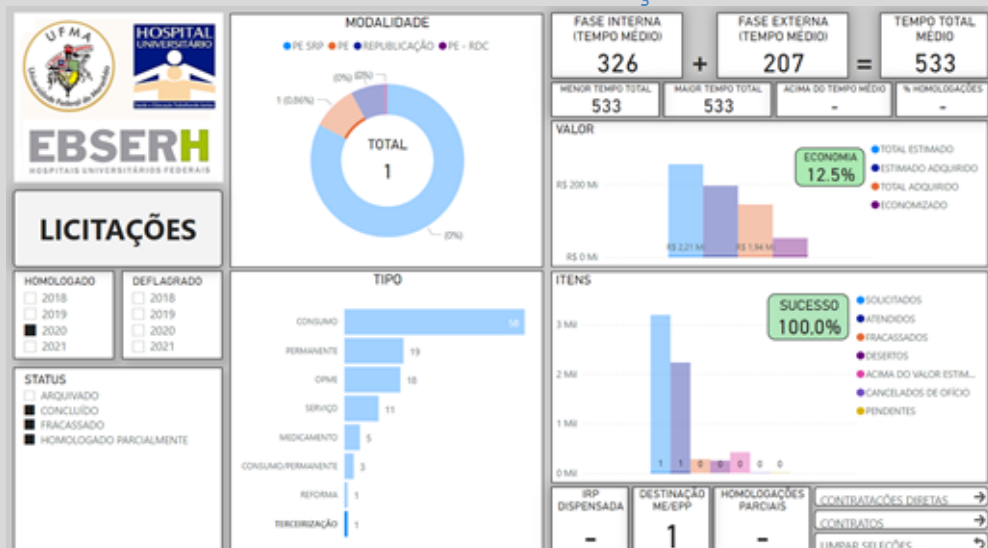 UFMA
Universidade Federal do Maranhão
HOSPITAL
UNIVERSITÁRIO
EBSERH
HOSPITAIS UNIVERSITÁRIOS FEDERAIS
LICITAÇÕES
HOMOLOGADO
2018
2019
2020
2021
DEFLAGRADO
2018
2019
2020
2021
STATUS
ARQUIVADO
CONCLUÍDO
FRACASSADO
HOMOLOGADO PARCIALMENTE
MODALIDADE
PE SRP PE REPUBLICAÇÃO PE - RDC
(0%) (0%)
1 (0,86%)
TOTAL
1
(0%)
TIPO
CONSUMO 58
PERMANENTE 19
OPME 18
SERVIÇO 11
MEDICAMENTO 5
CONSUMO/PERMANENTE 3
REFORMA 1
TERCEIRIZAÇÃO 1
FASE INTERNA
(TEMPO MÉDIO)
326
+
FASE EXTERNA
(TEMPO MÉDIO)
207
=
TEMPO TOTAL
MÉDIO
533
MENOR TEMPO TOTAL
533
MAIOR TEMPO TOTAL
533
ACIMA DO TEMPO MÉDIO
-
% HOMOLOGAÇÕES
-
VALOR
ECONOMIA
12.5%
TOTAL ESTIMADO
ESTIMADO ADQUIRIDO
TOTAL ADQUIRIDO
ECONOMIZADO
R$ 200 Mi
R$ 0 Mi
R$ 2,21 Mi
R$ 1,94 Mi
ITENS
SUCESSO
100,0%
SOLICITADOS
ATENDIDOS
FRACASSADOS
DESERTOS
ACIMA DO VALOR ESTIM...
CANCELADOS DE OFÍCIO
PENDENTES
3 Mil
2 Mil
1 Mil
0 Mil
1 1 0 0 0 0 0
IRP
DISPENSADA
-
DESTINAÇÃO
ME/EPP
1
HOMOLOGAÇÕES
PARCIAIS
-
CONTRATAÇÕES DIRETAS
CONTRATOS
LIMPAR SELEÇÕES